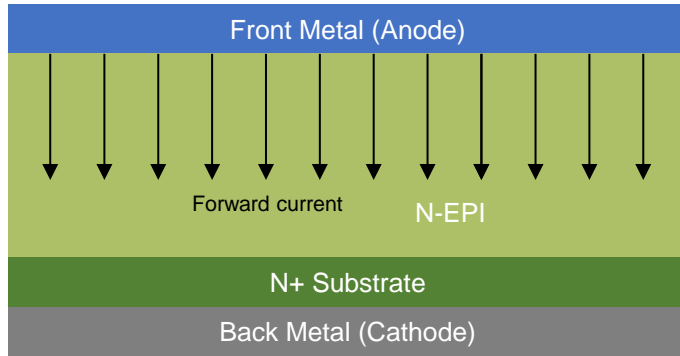 Front Metal (Anode)
Forward current
N-EPI
N+ Substrate
Back Metal (Cathode)